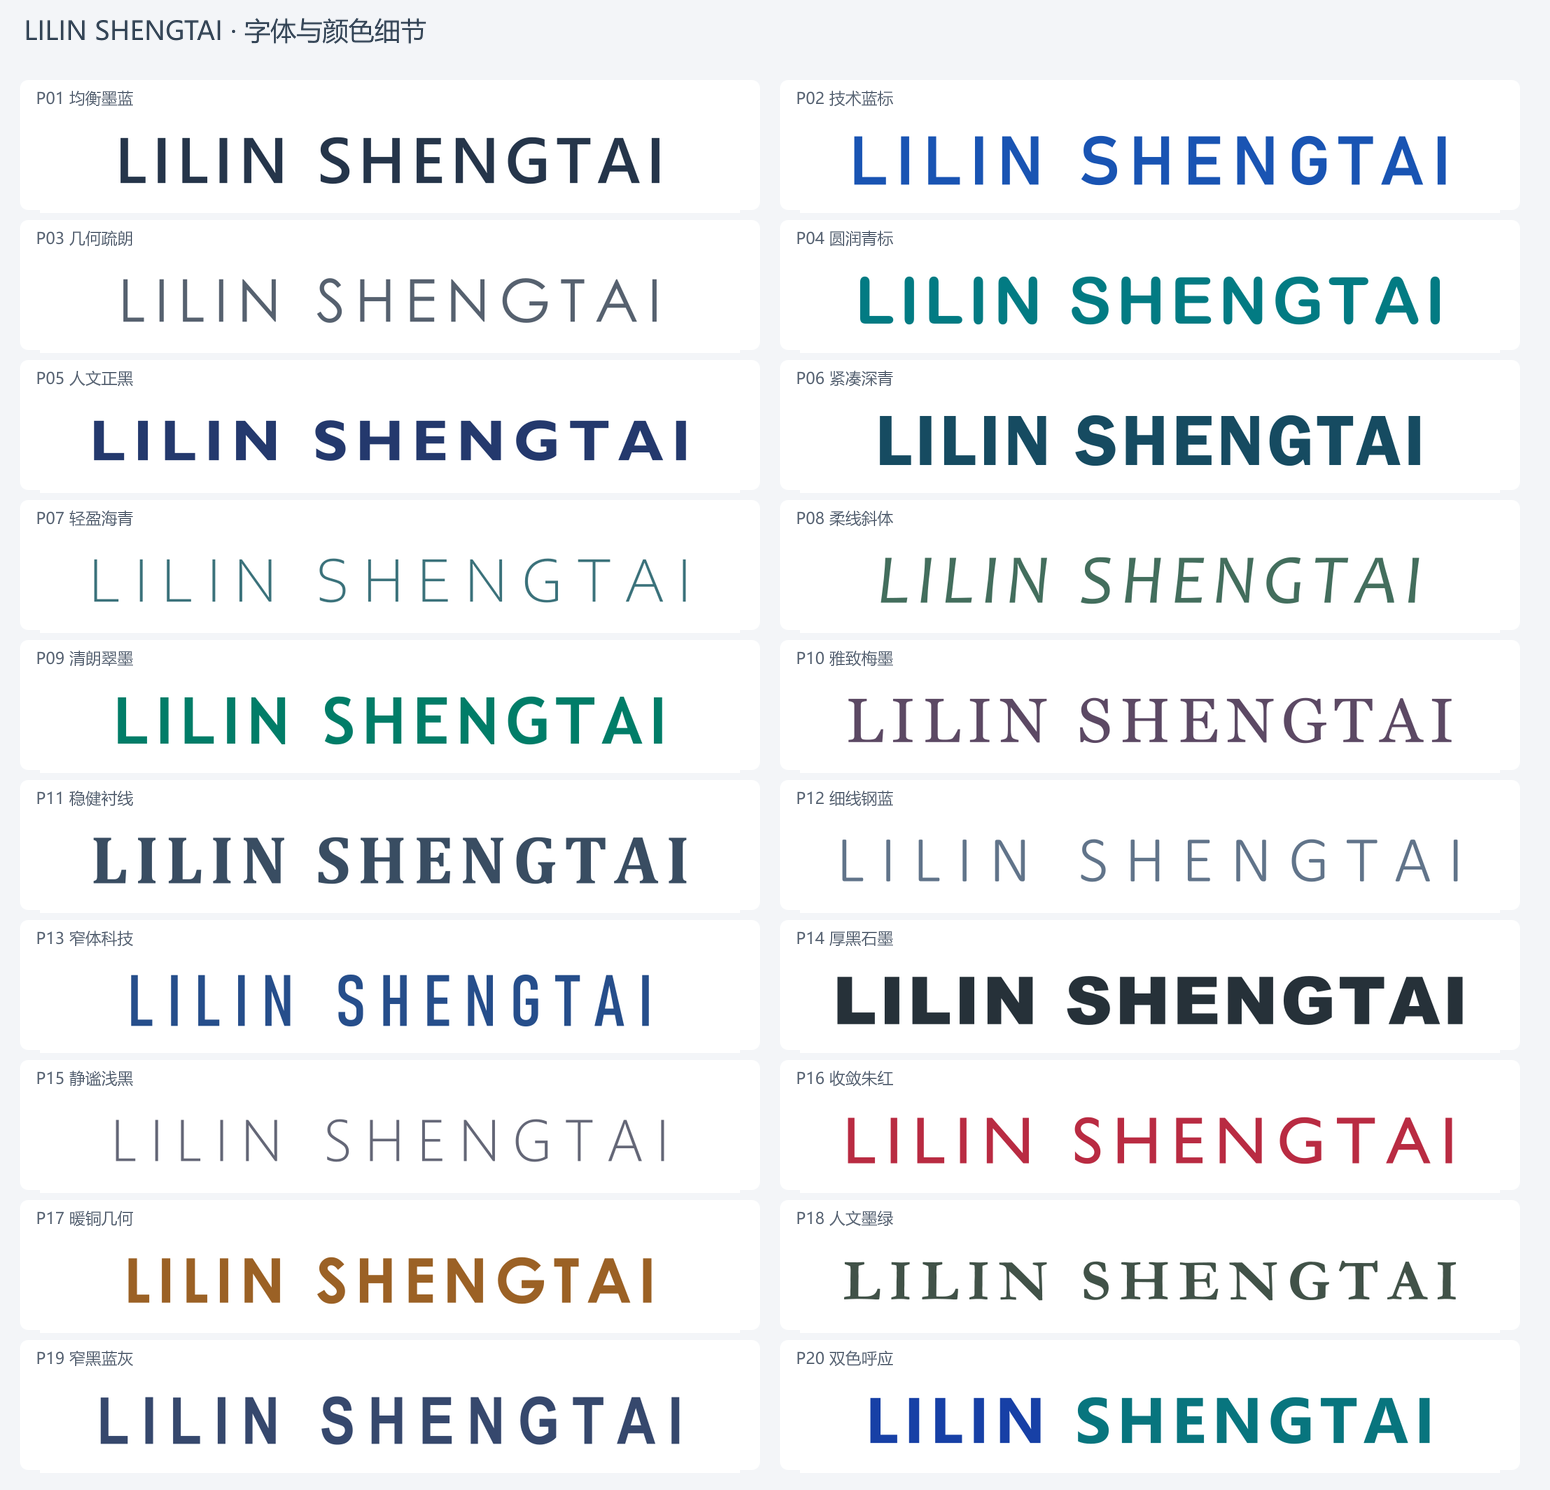 LILIN SHENGTAI · 字体与颜色细节
P01 均衡墨蓝
LILIN SHENGTAI
P02 技术蓝标
LILIN SHENGTAI
P03 几何疏朗
LILIN SHENGTAI
P04 圆润青标
LILIN SHENGTAI
P05 人文正黑
LILIN SHENGTAI
P06 紧凑深青
LILIN SHENGTAI
P07 轻盈海青
LILIN SHENGTAI
P08 柔线斜体
LILIN SHENGTAI
P09 清朗翠墨
LILIN SHENGTAI
P10 雅致梅墨
LILIN SHENGTAI
P11 稳健衬线
LILIN SHENGTAI
P12 细线钢蓝
LILIN SHENGTAI
P13 窄体科技
LILIN SHENGTAI
P14 厚黑石墨
LILIN SHENGTAI
P15 静谧浅黑
LILIN SHENGTAI
P16 收敛朱红
LILIN SHENGTAI
P17 暖铜几何
LILIN SHENGTAI
P18 人文墨绿
LILIN SHENGTAI
P19 窄黑蓝灰
LILIN SHENGTAI
P20 双色呼应
LILIN SHENGTAI